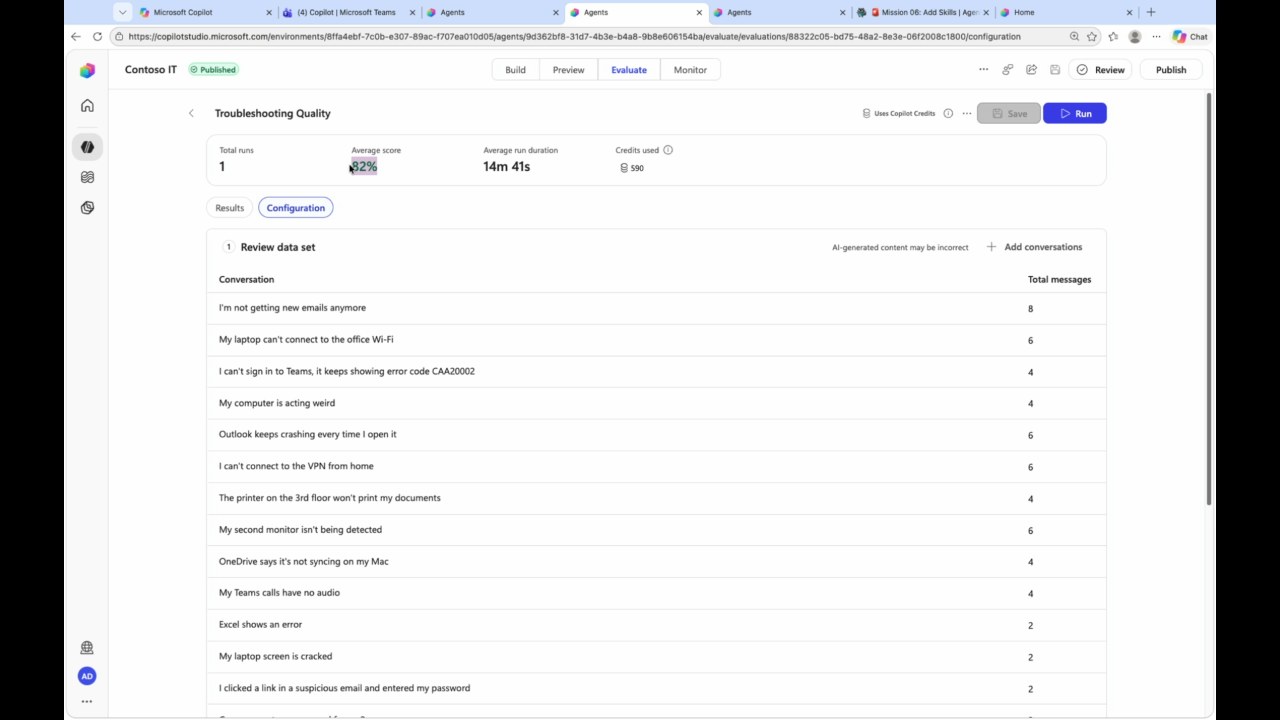 Microsoft Copilot
(4) Copilot | Microsoft Teams
Agents
Agents
Agents
Mission 06: Add Skills | Age
Home
https://copilotstudio.microsoft.com/environments/8ffa4ebf-7c0b-e307-89ac-f707ea010d05/agents/9d362bf8-31d7-4b3e-b4a8-9b8e606154ba/evaluate/evaluations/88322c05-bd75-48a2-8e3e-06f2008c1800/configuration
Chat
Contoso IT
Published
Build
Preview
Evaluate
Monitor
Review
Publish
Troubleshooting Quality
Uses Copilot Credits
Save
Run
Total runs
Average score
Average run duration
Credits used
1
82%
14m 41s
590
Results
Configuration
1 Review data set
AI-generated content may be incorrect
Add conversations
Conversation
Total messages
I'm not getting new emails anymore
8
My laptop can't connect to the office Wi-Fi
6
I can't sign in to Teams, it keeps showing error code CAA20002
4
My computer is acting weird
4
Outlook keeps crashing every time I open it
6
I can't connect to the VPN from home
6
The printer on the 3rd floor won't print my documents
4
My second monitor isn't being detected
6
OneDrive says it's not syncing on my Mac
4
My Teams calls have no audio
4
Excel shows an error
2
My laptop screen is cracked
2
I clicked a link in a suspicious email and entered my password
2
AD